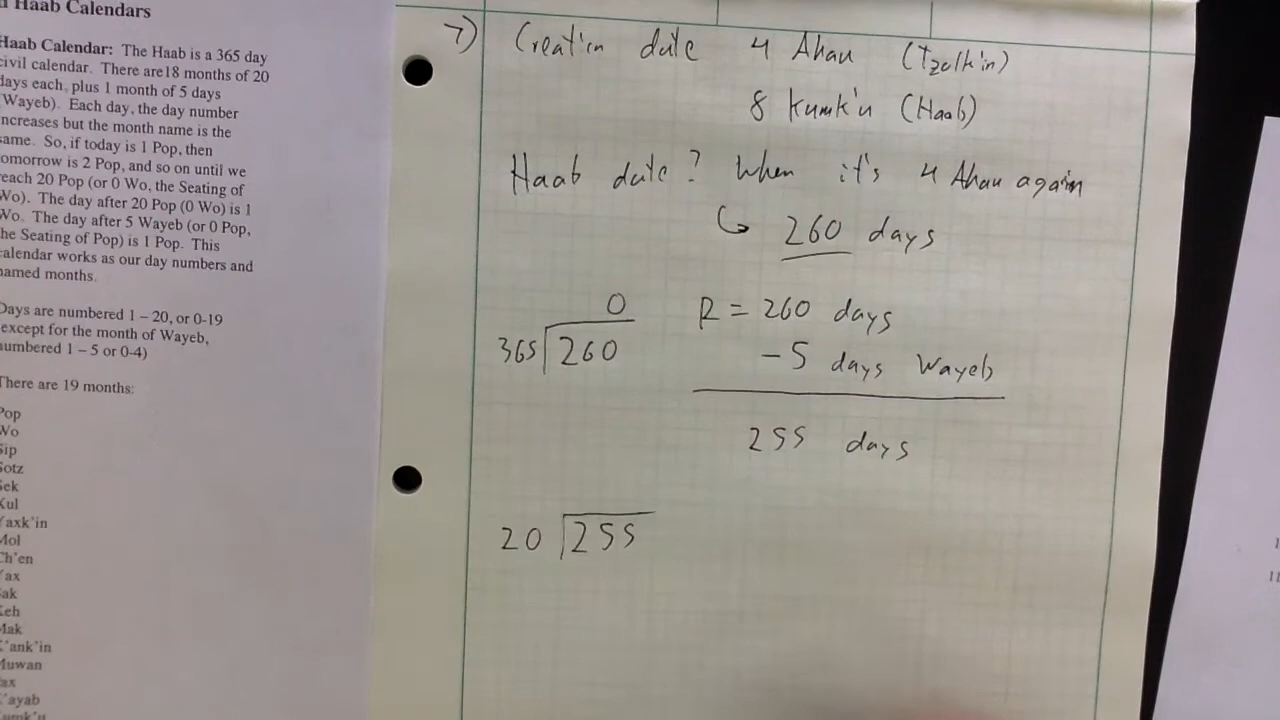 Haab Calendars
Haab Calendar: The Haab is a 365 day
civil calendar. There are18 months of 20
days each, plus 1 month of 5 days
(Wayeb). Each day, the day number
increases but the month name is the
same. So, if today is 1 Pop, then
tomorrow is 2 Pop, and so on until we
reach 20 Pop (or 0 Wo, the Seating of
Wo). The day after 20 Pop (0 Wo) is 1
Wo. The day after 5 Wayeb (or 0 Pop,
the Seating of Pop) is 1 Pop. This
calendar works as our day numbers and
named months.
Days are numbered 1 – 20, or 0-19
(except for the month of Wayeb,
numbered 1 – 5 or 0-4)
There are 19 months:
Pop
Wo
Sip
Sotz
Sek
Xul
Yaxk'in
Mol
Ch'en
Yax
Sak
Keh
Mak
K'ank'in
Muwan
Pax
K'ayab
Kumk'u
7) Creation date 4 Ahau (Tzolk'in)
8 Kumk'u (Haab)
Haab date? When it's 4 Ahau again
↳ 260 days
0 R = 260 days
365 260
-5 days Wayeb
255 days
20 255